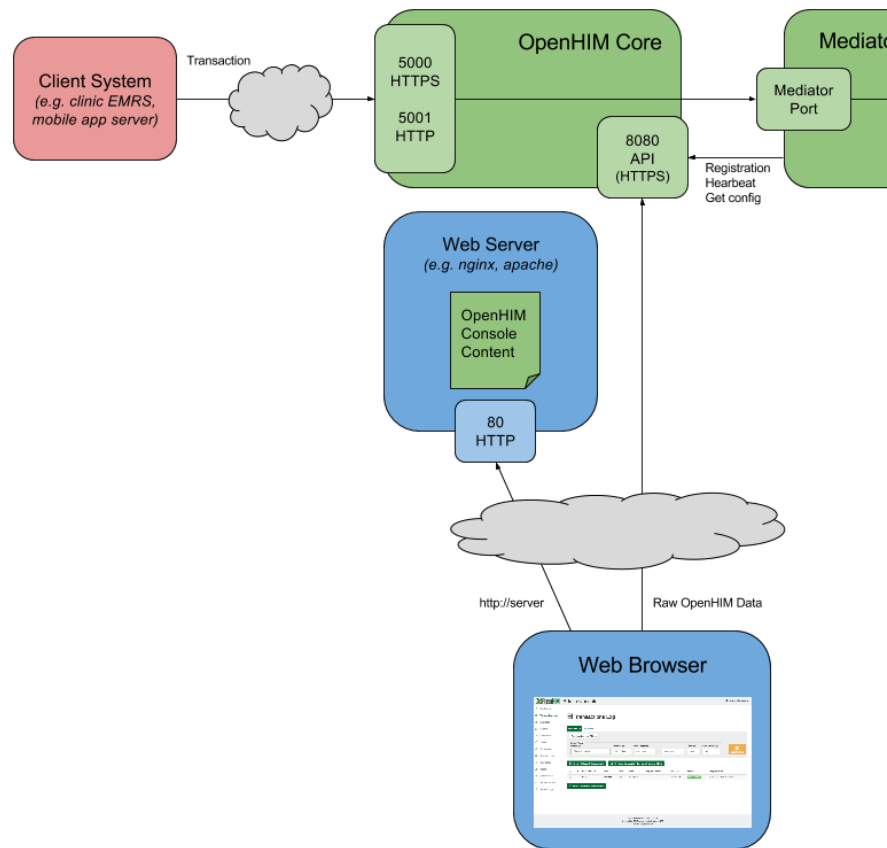 OpenHIM Core
Mediato
Transaction
Client System
(e.g. clinic EMRS,
mobile app server)
5000
HTTPS
5001
HTTP
Mediator
Port
8080
API
(HTTPS)
Registration
Hearbeat
Get config
Web Server
(e.g. nginx, apache)
OpenHIM
Console
Content
80
HTTP
http://server
Raw OpenHIM Data
Web Browser
Transactions Log